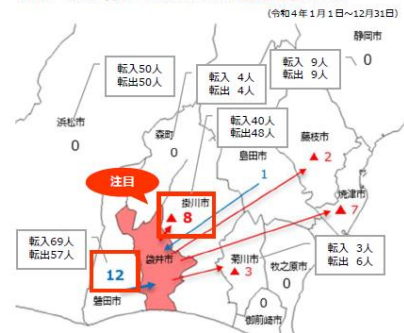 (令和4年1月1日~12月31日)
静岡市
0
転入50人
転出50人
転入 4人
転出 4人
転入 9人
転出 9人
浜松市
0
森町
0
転入40人
転出48人
藤枝市
▲ 2
島田市
1
注目
掛川市
▲ 8
焼津市
▲ 7
転入69人
転出57人
袋井市
転入 3人
転出 6人
12
磐田市
菊川市
▲ 3
牧之原市
0
0
御前崎市